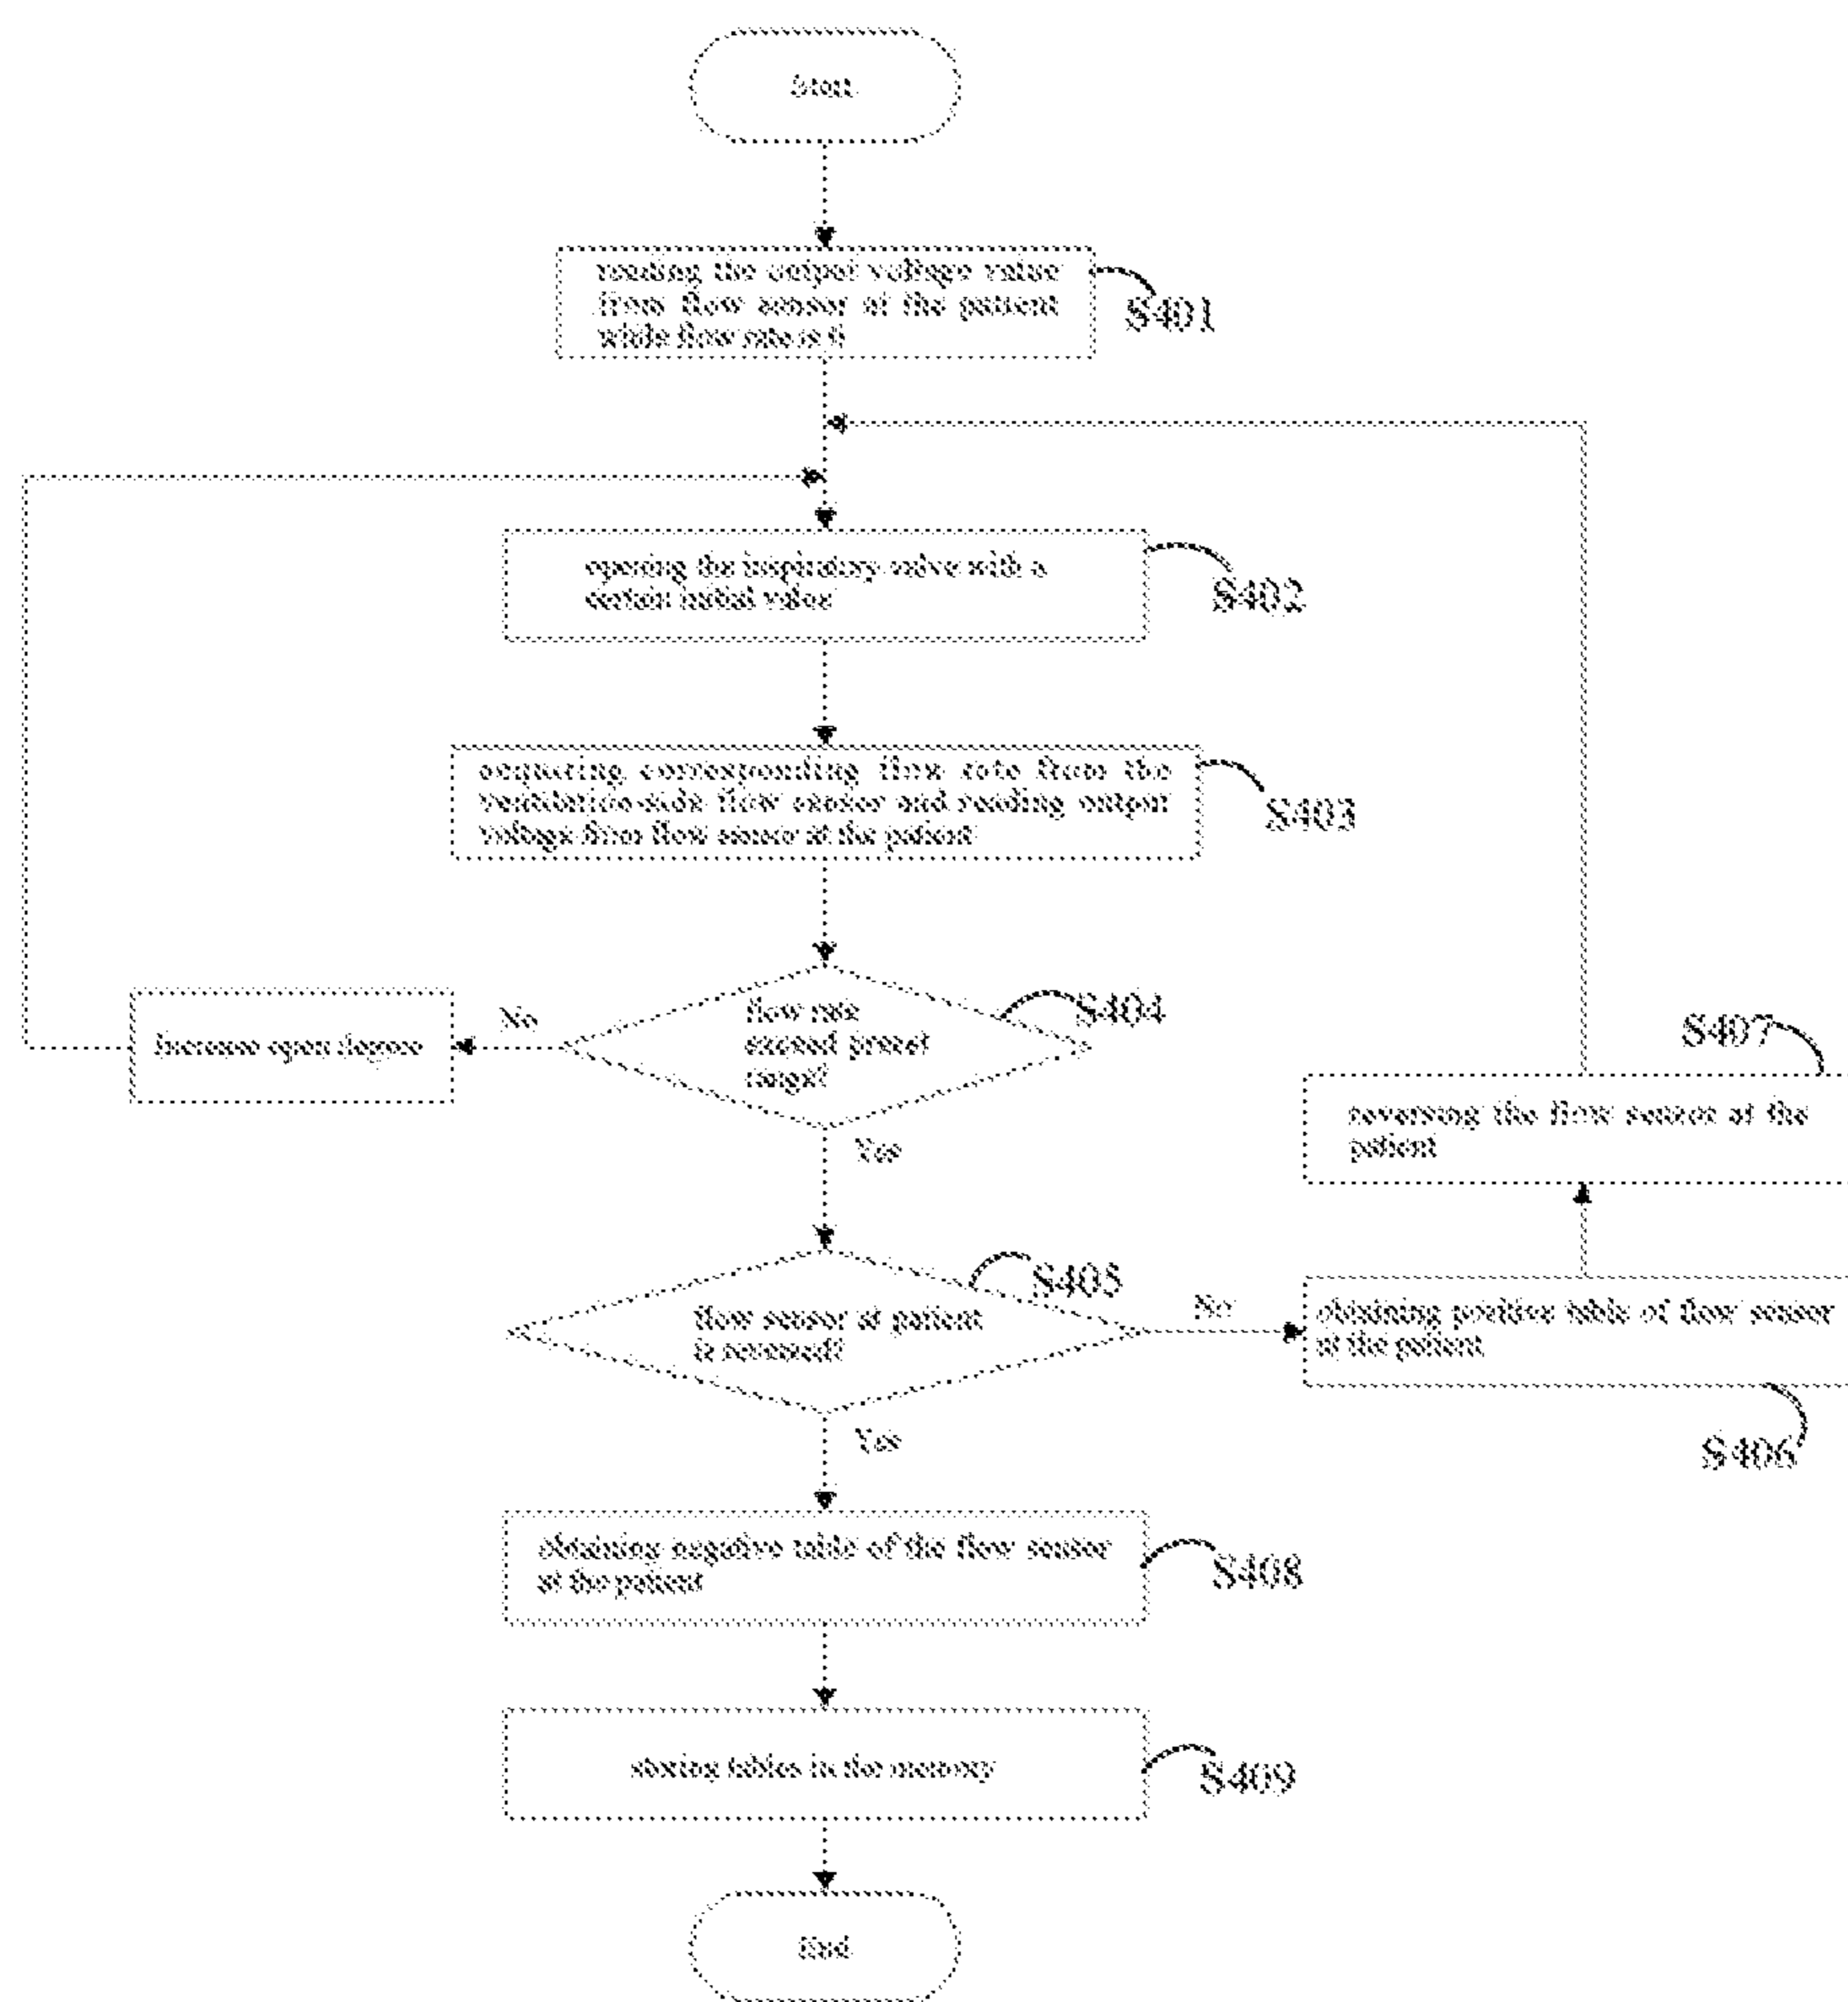 Start
reading the output voltage value
from flow sensor at the patient
while flow rate is 0
S401
opening the inspiratory valve with a
certain initial value
S402
acquiring corresponding flow rate from the
ventilation-side flow sensor and reading output
voltage from flow sensor at the patient
S403
flow rate
exceed preset
range?
S404
No
Increase open degree
Yes
S407
reversing the flow sensor at the
patient
flow sensor at patient
is reversed?
S405
No
obtaining positive table of flow sensor
at the patient
S406
Yes
obtaining negative table of the flow sensor
at the patient
S408
storing tables in the memory
S409
End